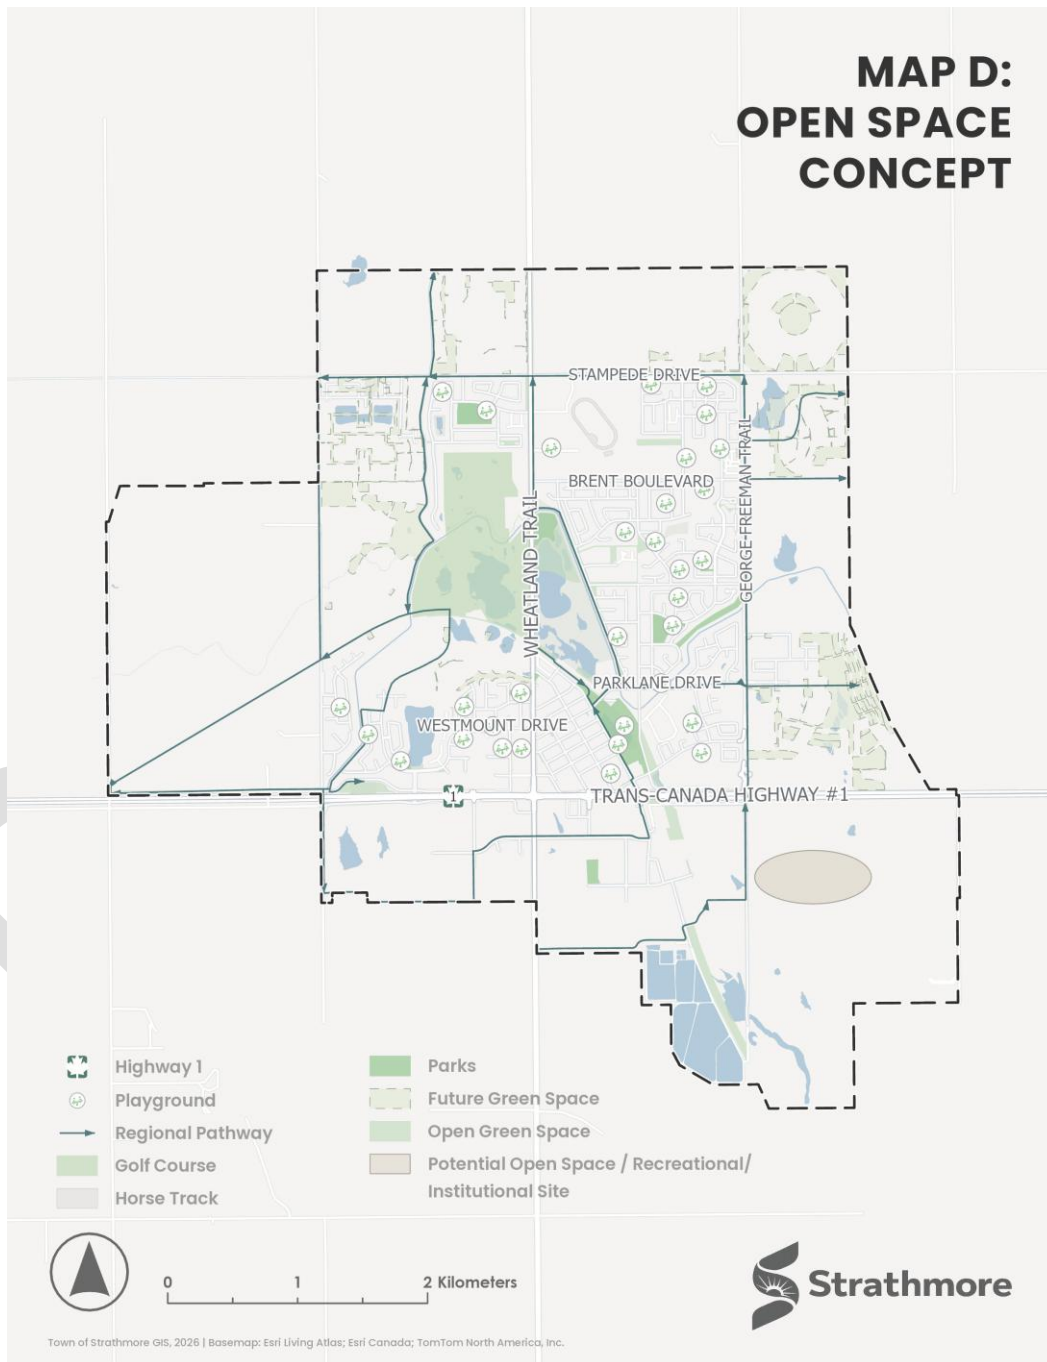 MAP D:
OPEN SPACE
CONCEPT
STAMPEDE DRIVE
BRENT BOULEVARD
GEORGE FREEMAN TRAIL
WHEATLAND TRAIL
PARKLANE DRIVE
WESTMOUNT DRIVE
1
TRANS-CANADA HIGHWAY #1
Highway 1
Playground
Regional Pathway
Golf Course
Horse Track
Parks
Future Green Space
Open Green Space
Potential Open Space / Recreational/
Institutional Site
0 1 2 Kilometers
Strathmore
Town of Strathmore GIS, 2026 | Basemap: Esri Living Atlas; Esri Canada; TomTom North America, Inc.